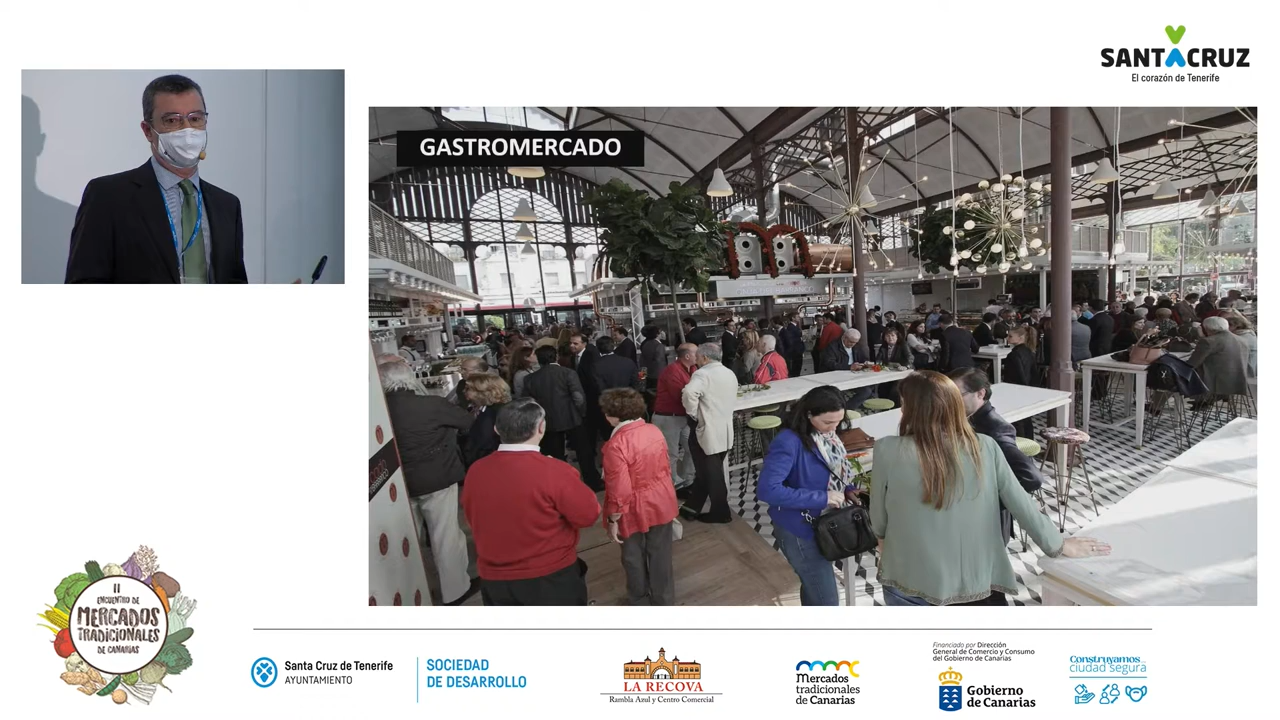 SANTACRUZ
El corazón de Tenerife
GASTROMERCADO
II
ENCUENTRO DE
MERCADOS
TRADICIONALES
DE CANARIAS
Santa Cruz de Tenerife
AYUNTAMIENTO
SOCIEDAD
DE DESARROLLO
LA RECOVA
Rambla Azul y Centro Comercial
Mercados
tradicionales
de Canarias
Financiado por Dirección
General de Comercio y Consumo
del Gobierno de Canarias
Gobierno
de Canarias
Construyamos...
ciudad segura